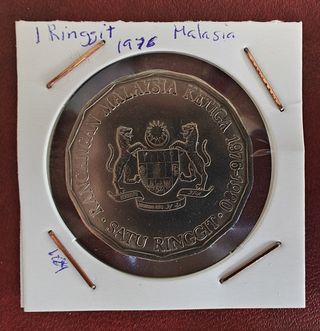 1 Ringgit 1976 Malasia
RANCANGAN MALAYSIA KETIGA 1976-1980
SATU RINGGIT